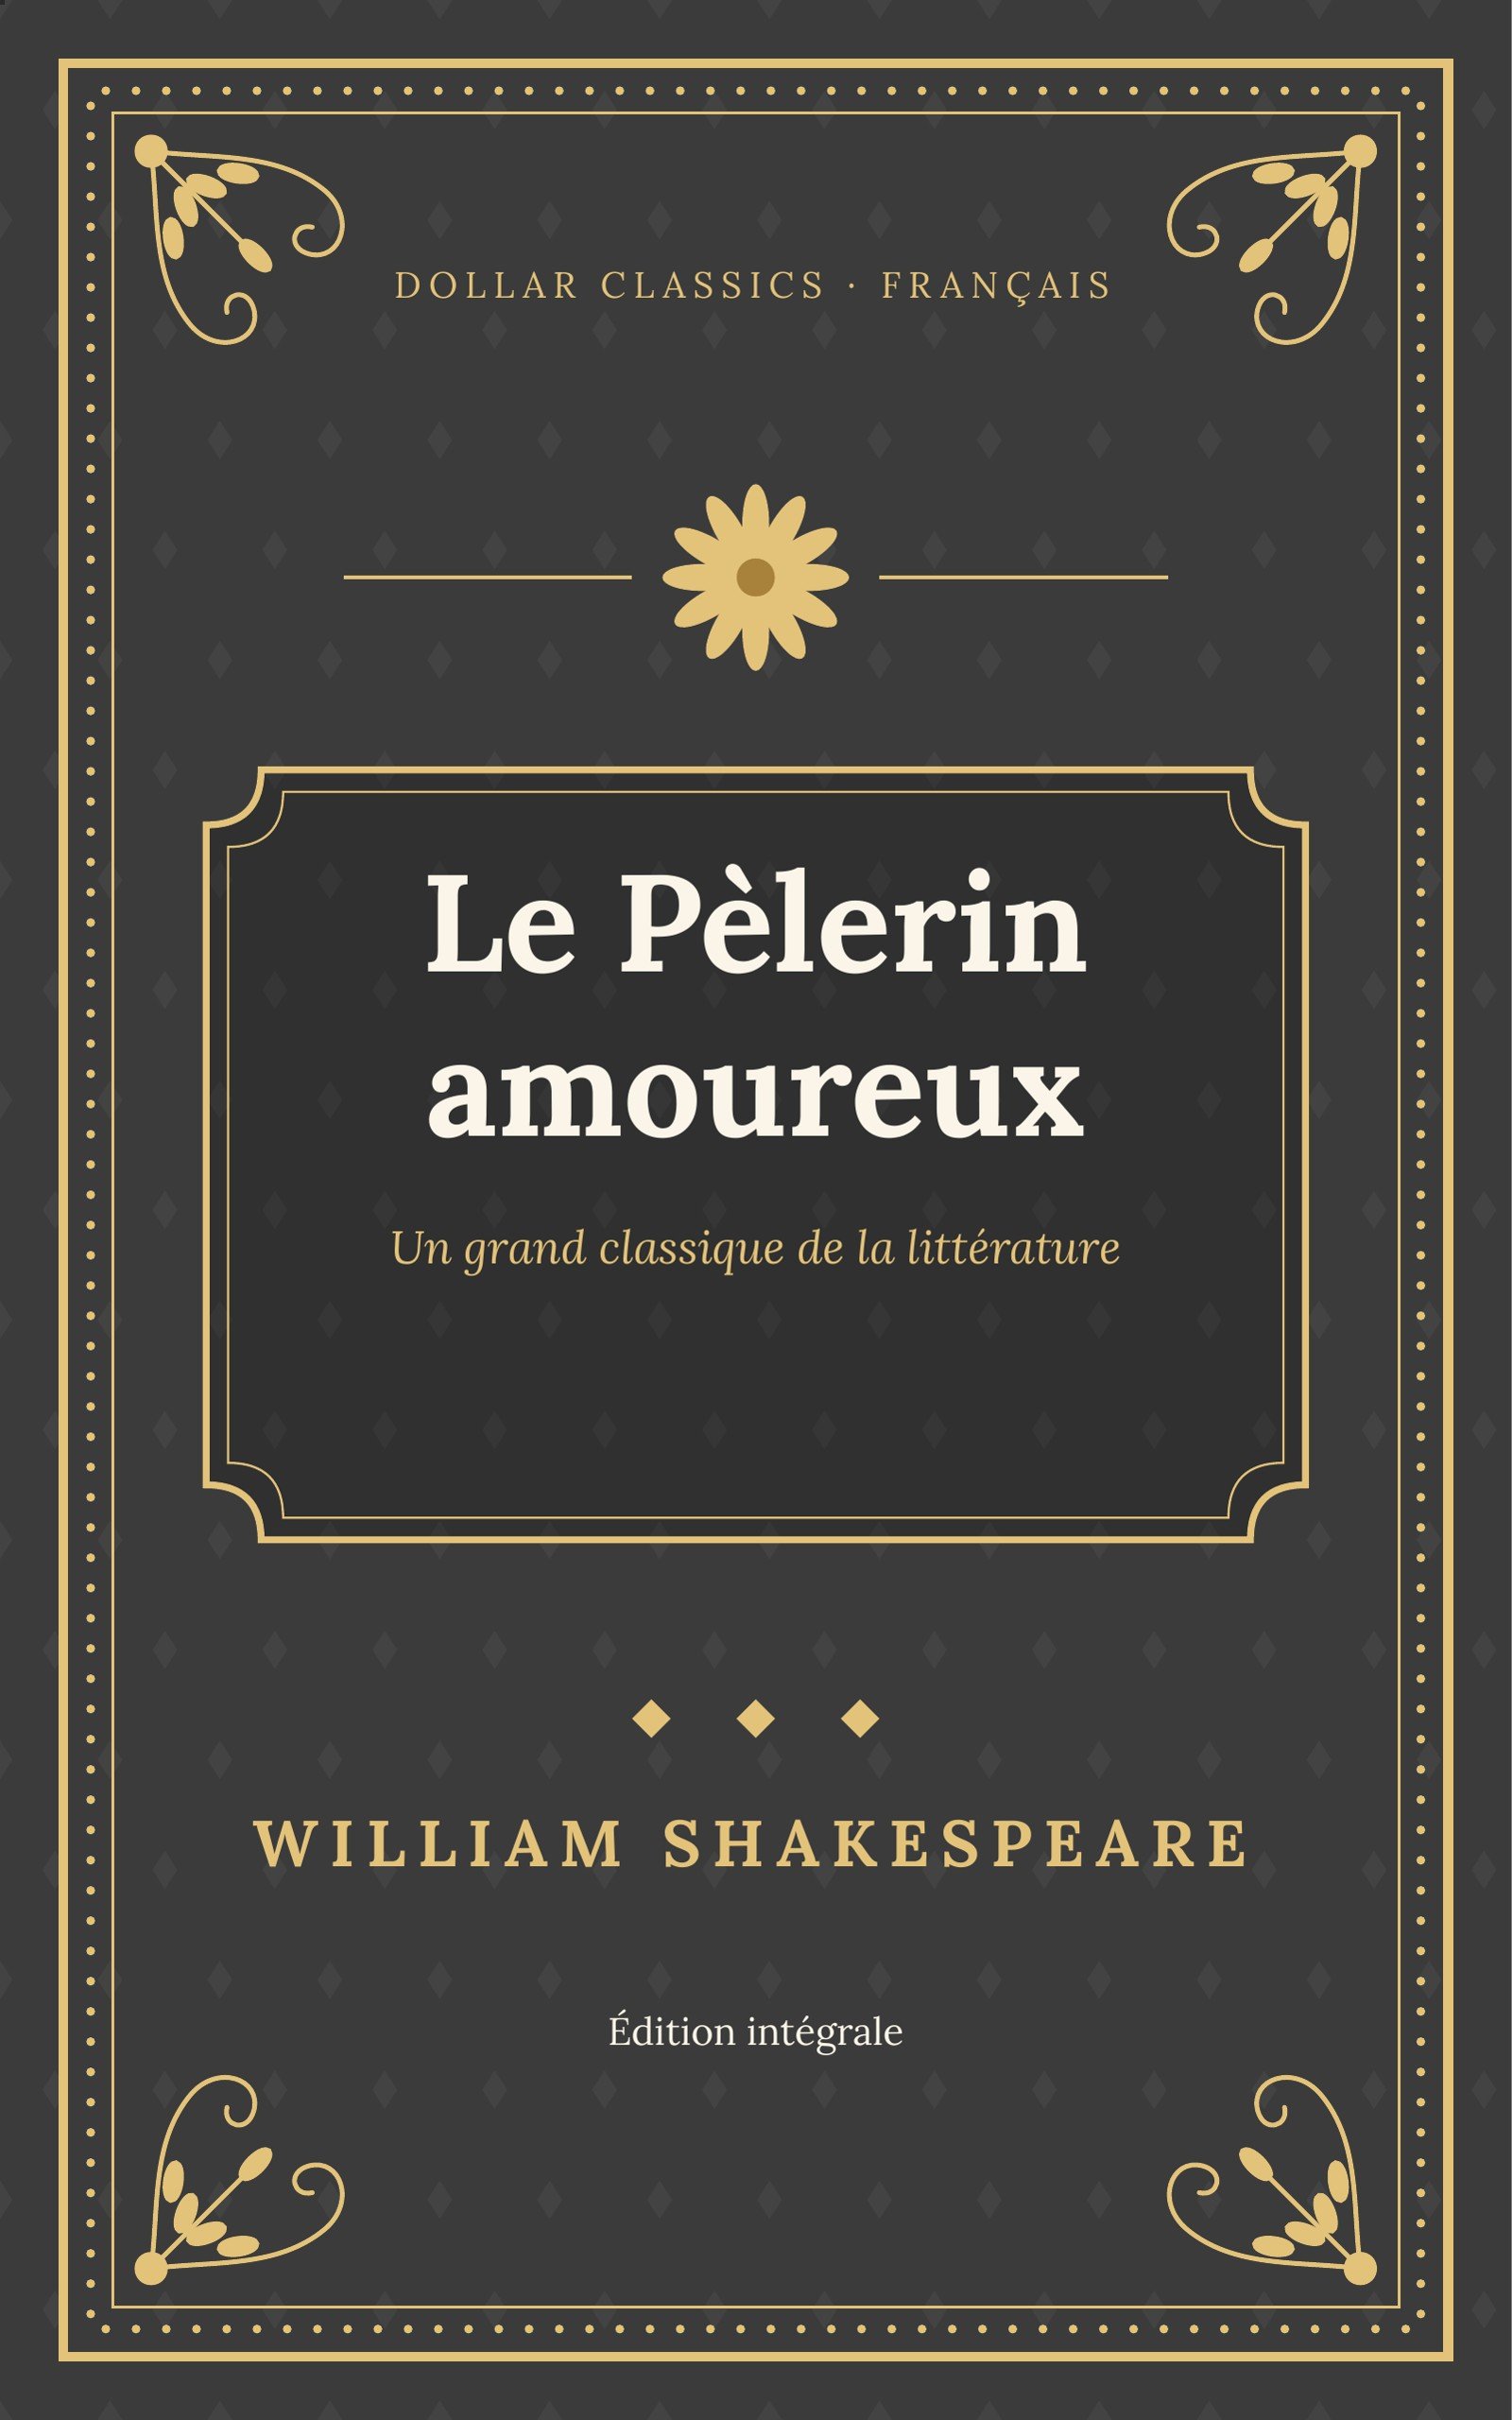 DOLLAR CLASSICS · FRANÇAIS
Le Pèlerin
amoureux
Un grand classique de la littérature
WILLIAM SHAKESPEARE
Édition intégrale